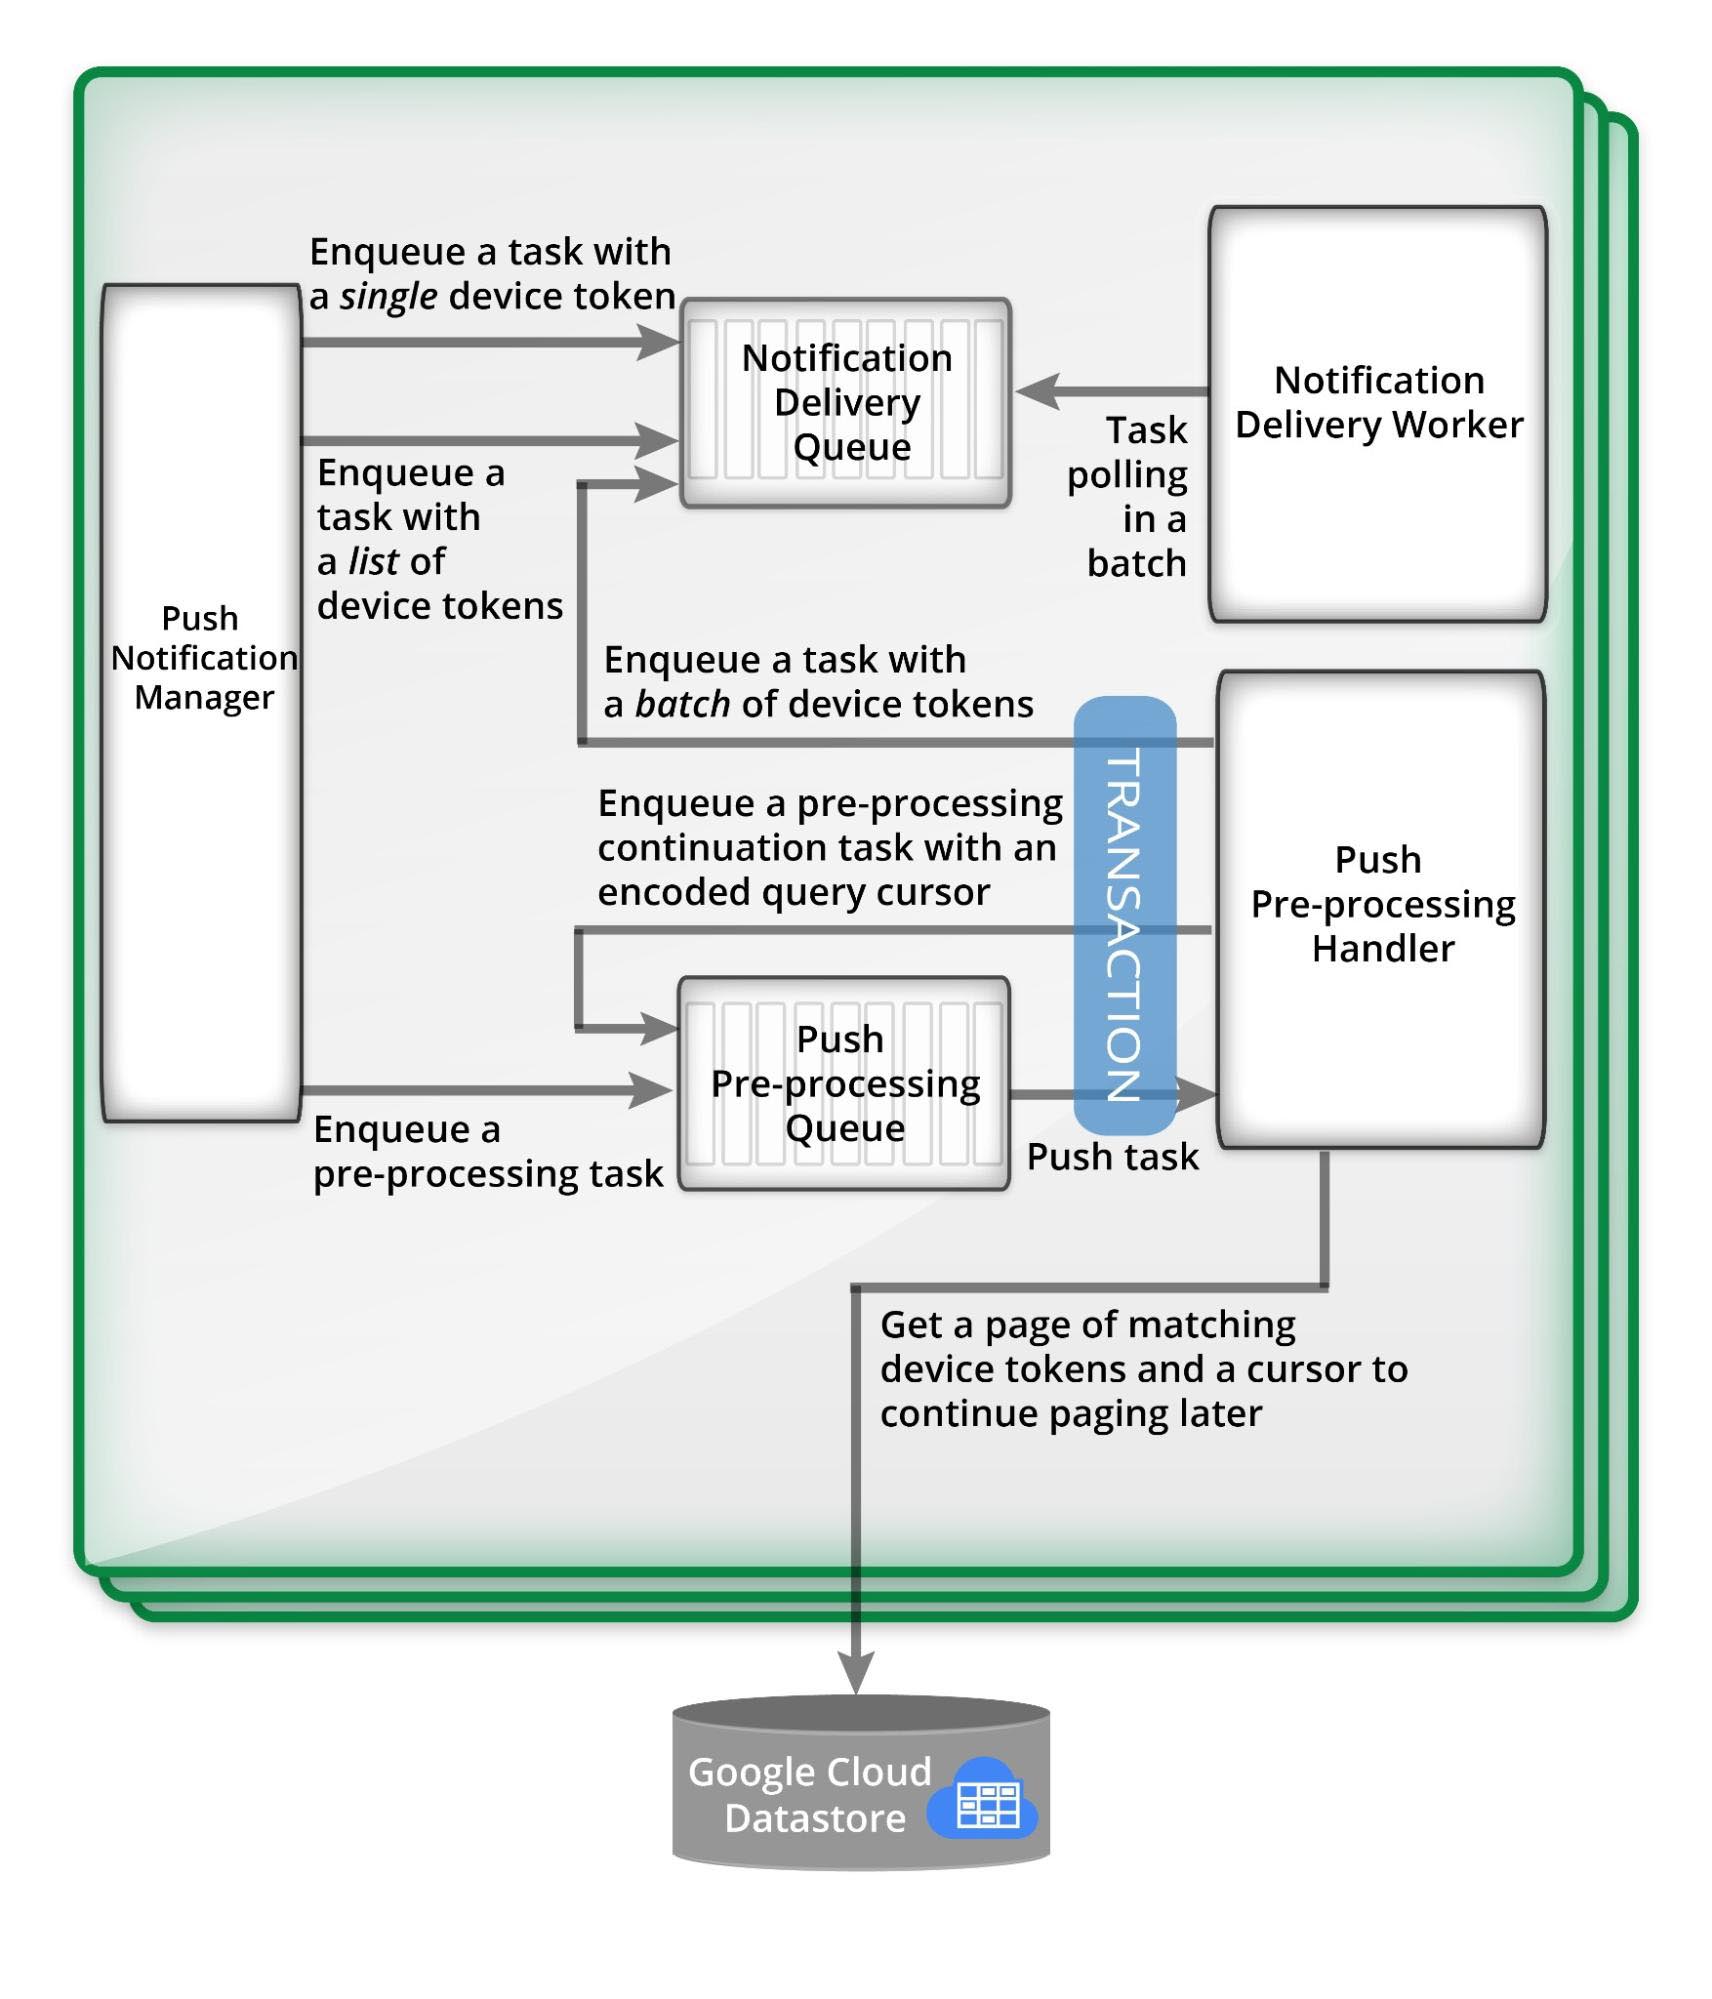 Enqueue a task with
a single device token
Notification
Delivery
Queue
Notification
Delivery Worker
Task
polling
in a
batch
Enqueue a
task with
a list of
device tokens
Push
Notification
Manager
Enqueue a task with
a batch of device tokens
TRANSACTION
Enqueue a pre-processing
continuation task with an
encoded query cursor
Push
Pre-processing
Handler
Push
Pre-processing
Queue
Enqueue a
pre-processing task
Push task
Get a page of matching
device tokens and a cursor to
continue paging later
Google Cloud
Datastore